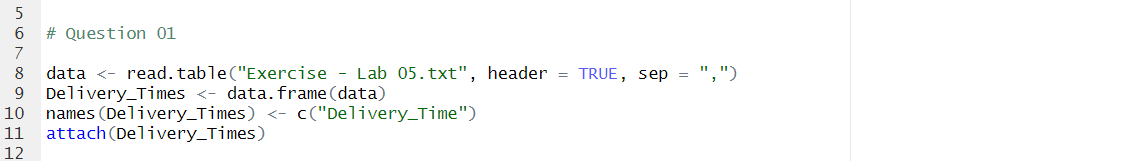 5
6 # Question 01
7
8 data <- read.table("Exercise - Lab 05.txt", header = TRUE, sep = ",")
9 Delivery_Times <- data.frame(data)
10 names(Delivery_Times) <- c("Delivery_Time")
11 attach(Delivery_Times)
12